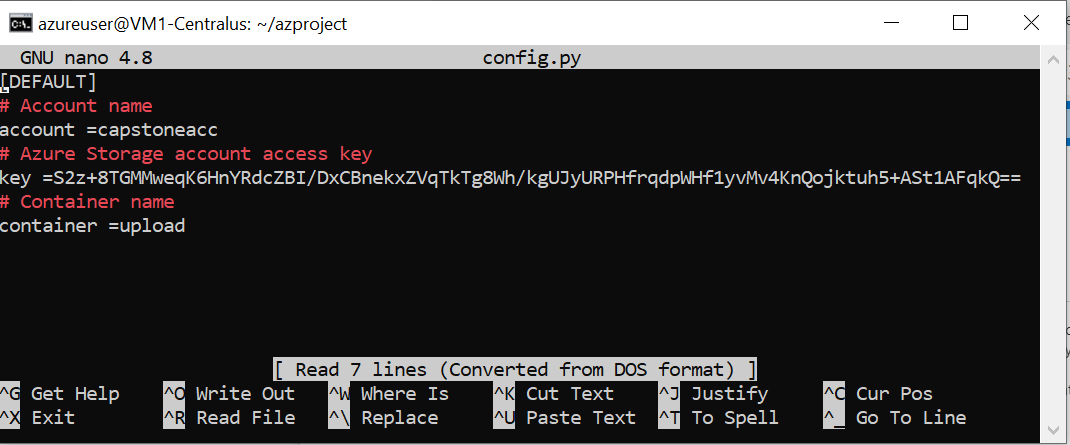 azureuser@VM1-Centralus: ~/azproject
GNU nano 4.8 config.py
[DEFAULT]
# Account name
account =capstoneacc
# Azure Storage account access key
key =S2z+8TGMMweqK6HnYRdcZBI/DxCBnekxZVqTkTg8Wh/kgUJyURPHfrqdpWHf1yvMv4KnQojktuh5+ASt1AFqkQ==
# Container name
container =upload
[ Read 7 lines (Converted from DOS format) ]
^G Get Help ^O Write Out ^W Where Is ^K Cut Text ^J Justify ^C Cur Pos
^X Exit ^R Read File ^\ Replace ^U Paste Text ^T To Spell ^_ Go To Line